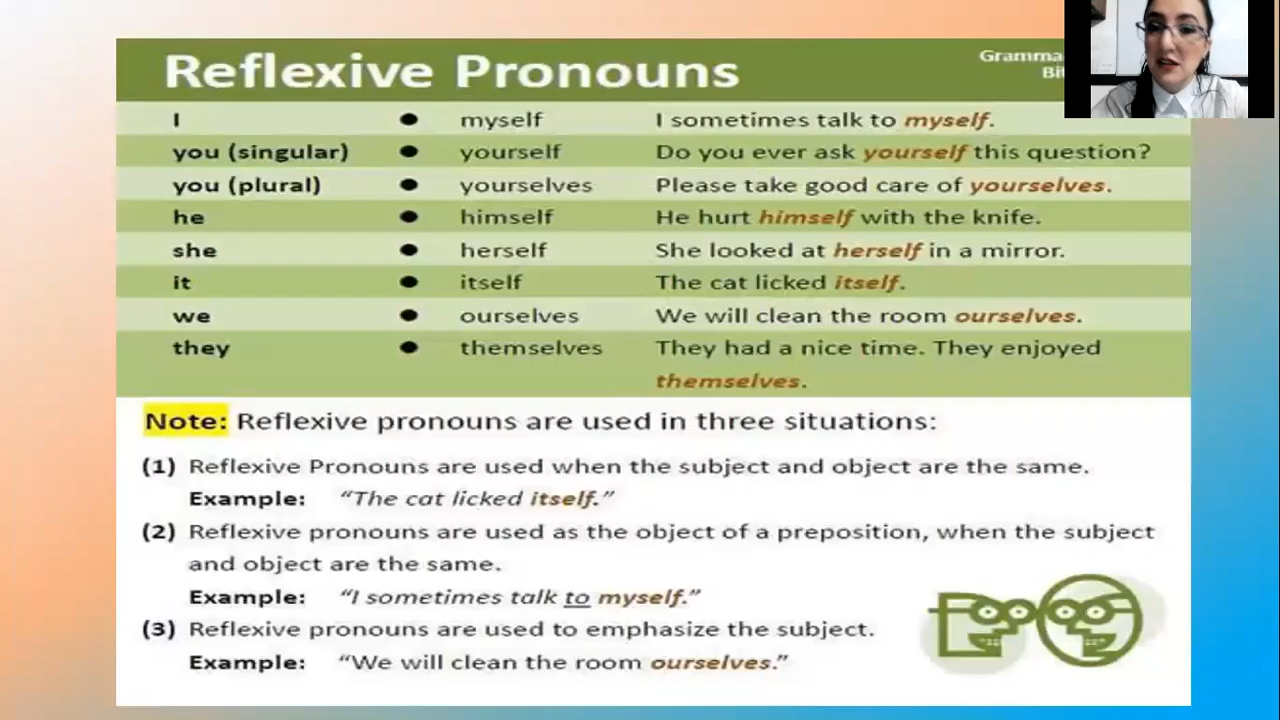 Reflexive Pronouns
I ● myself I sometimes talk to myself.
you (singular) ● yourself Do you ever ask yourself this question?
you (plural) ● yourselves Please take good care of yourselves.
he ● himself He hurt himself with the knife.
she ● herself She looked at herself in a mirror.
it ● itself The cat licked itself.
we ● ourselves We will clean the room ourselves.
they ● themselves They had a nice time. They enjoyed
themselves.
Note: Reflexive pronouns are used in three situations:
(1) Reflexive Pronouns are used when the subject and object are the same.
Example: “The cat licked itself.”
(2) Reflexive pronouns are used as the object of a preposition, when the subject
and object are the same.
Example: “I sometimes talk to myself.”
(3) Reflexive pronouns are used to emphasize the subject.
Example: “We will clean the room ourselves.”